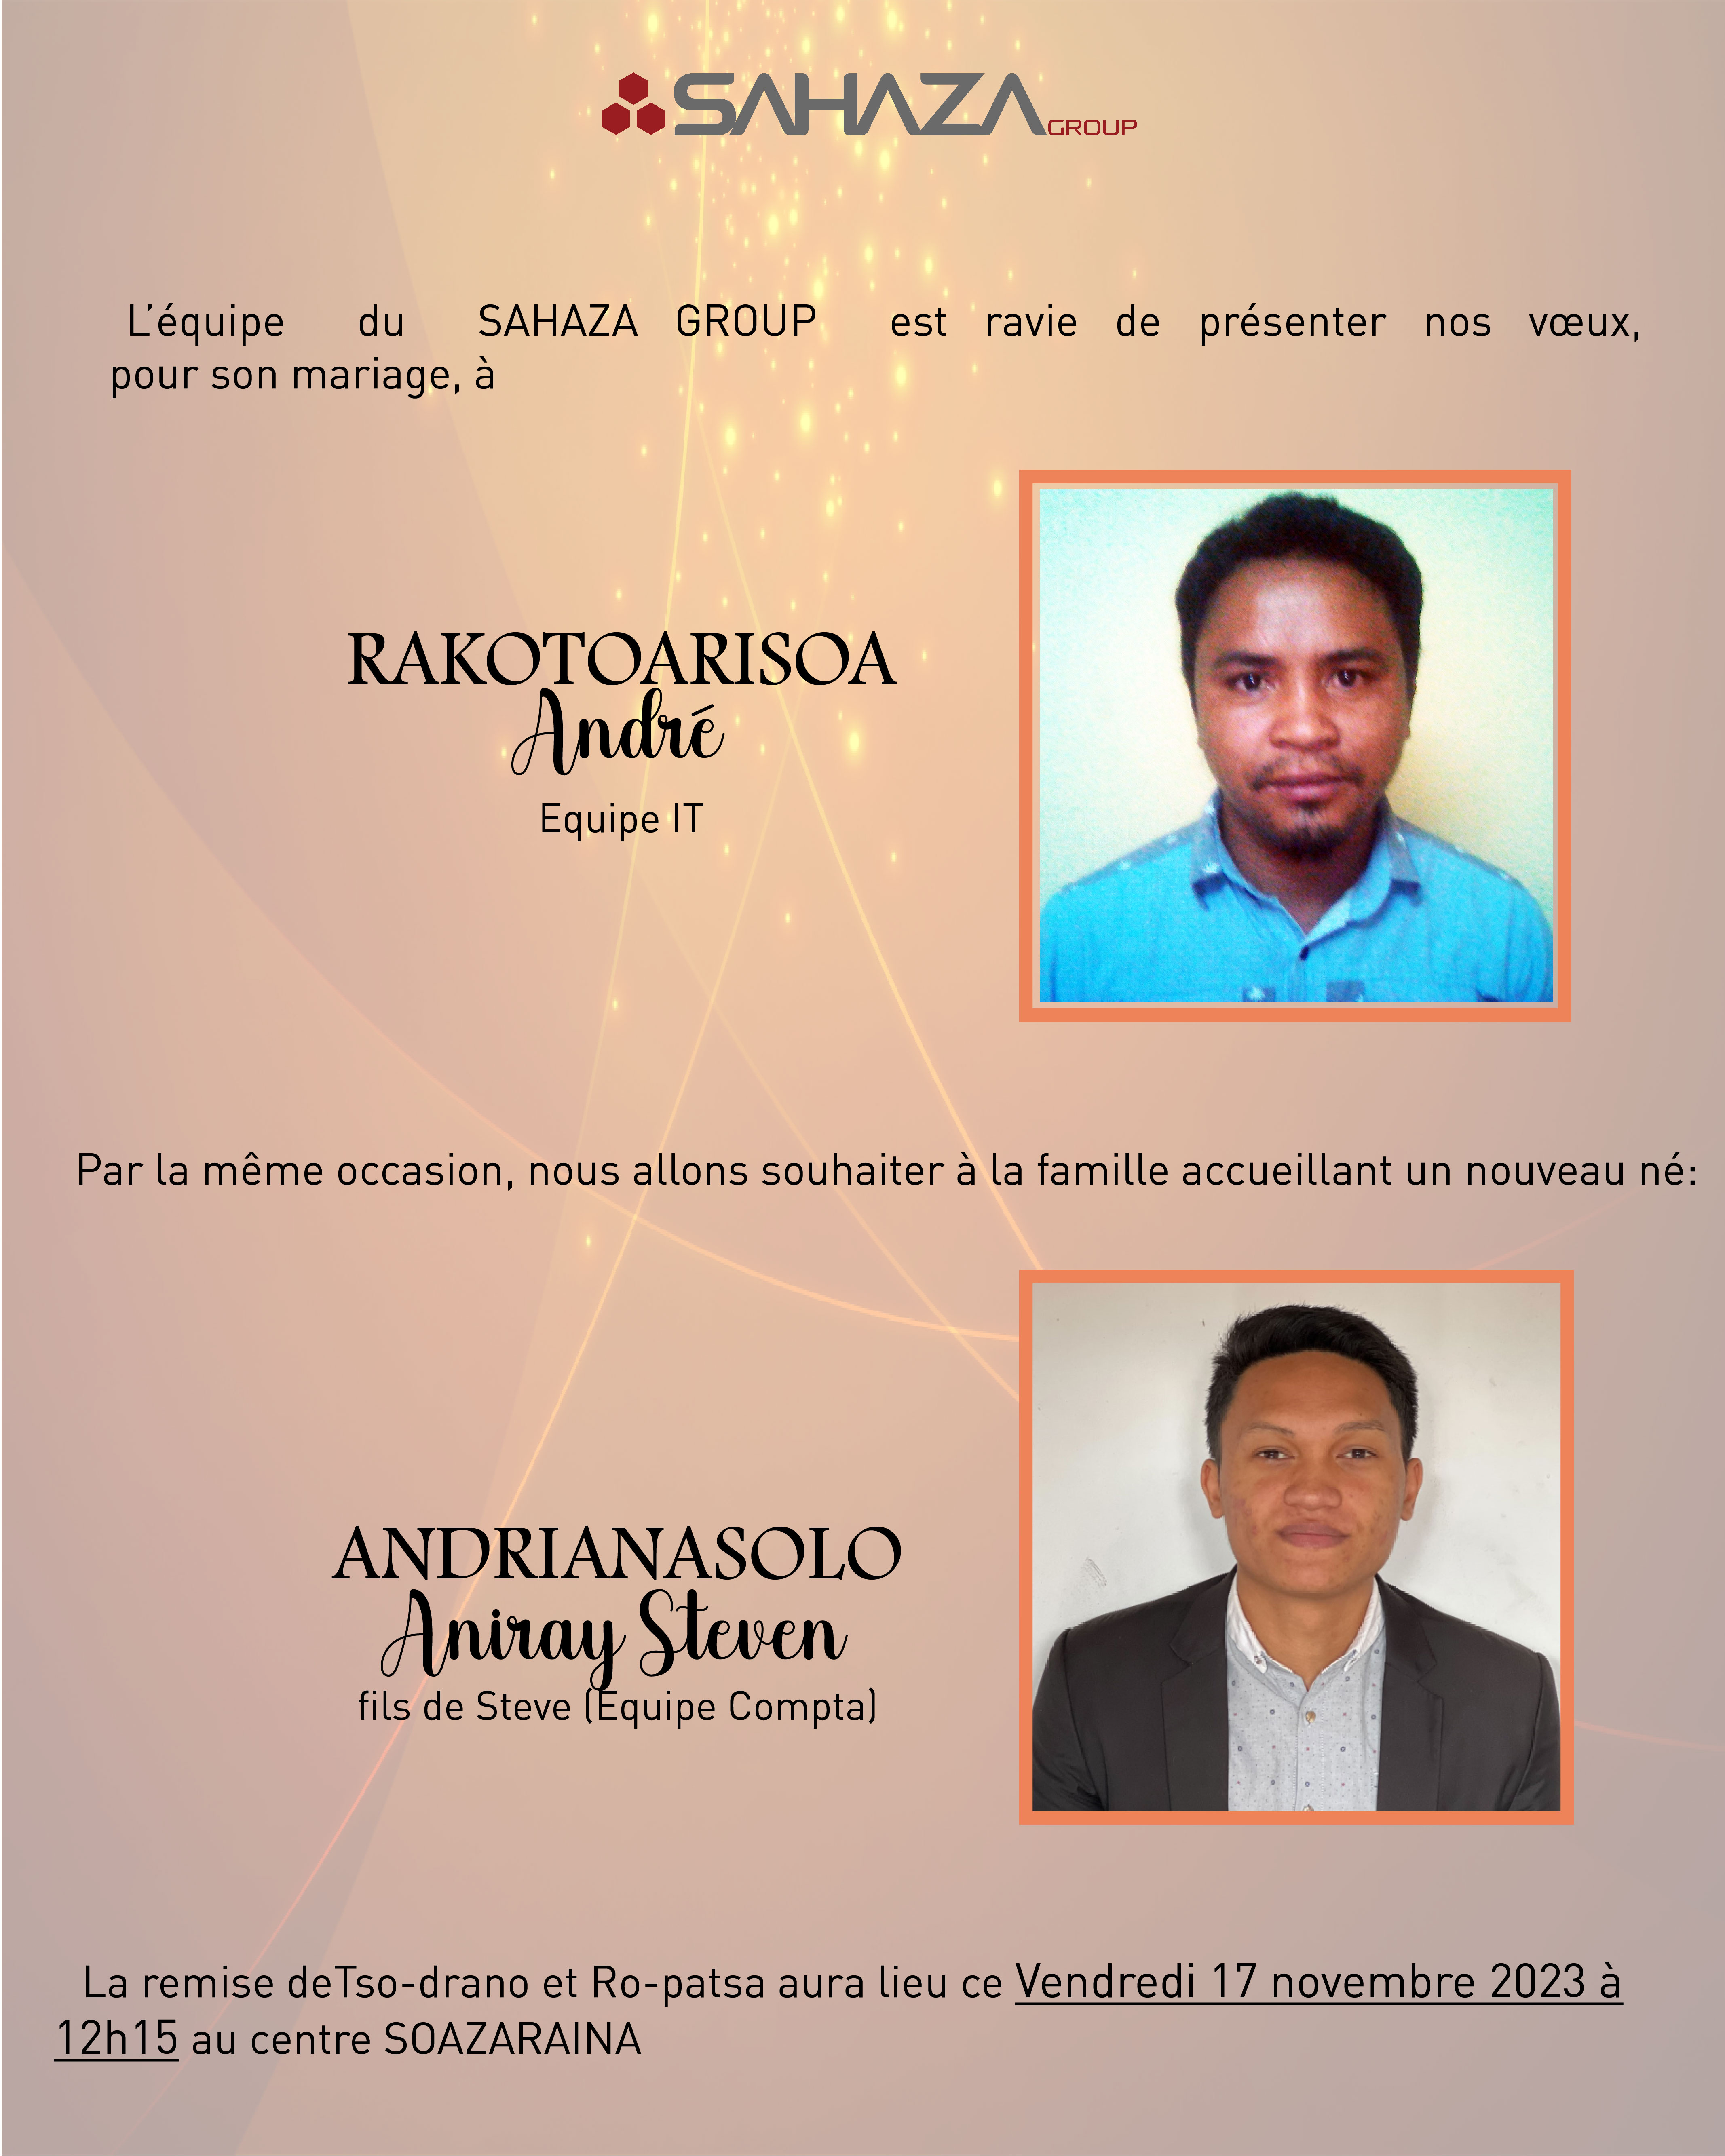 SAHAZA GROUP
L'équipe du SAHAZA GROUP est ravie de présenter nos vœux,
pour son mariage, à
RAKOTOARISOA
André
Equipe IT
Par la même occasion, nous allons souhaiter à la famille accueillant un nouveau né:
ANDRIANASOLO
Aniray Steven
fils de Steve (Equipe Compta)
La remise deTso-drano et Ro-patsa aura lieu ce Vendredi 17 novembre 2023 à
12h15 au centre SOAZARAINA